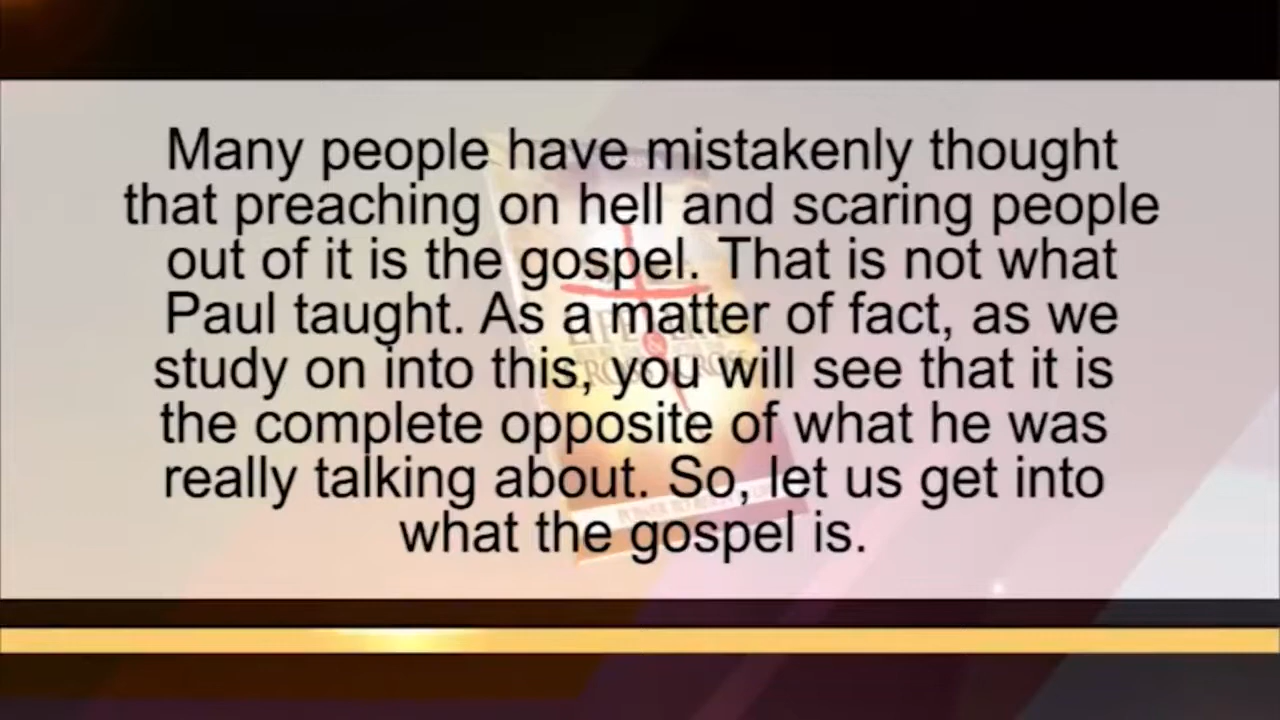 Many people have mistakenly thought
that preaching on hell and scaring people
out of it is the gospel. That is not what
Paul taught. As a matter of fact, as we
study on into this, you will see that it is
the complete opposite of what he was
really talking about. So, let us get into
what the gospel is.